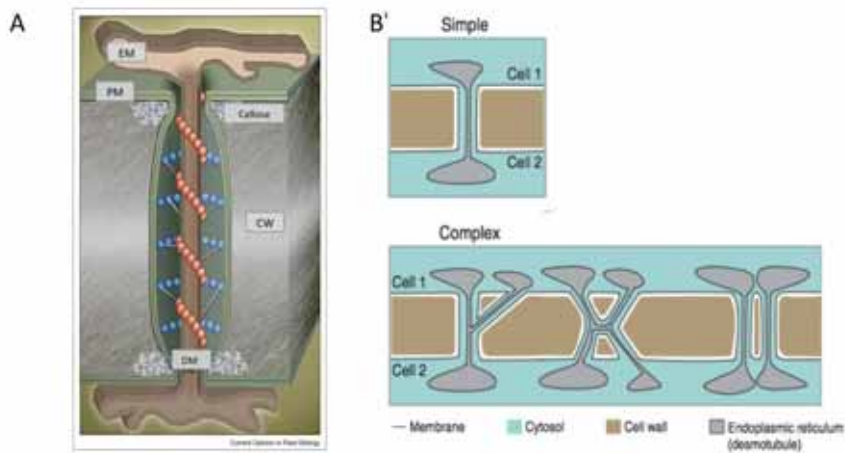 A
EM
PM
Callose
CW
DM
Current Opinion in Plant Biology
B'
Simple
Cell 1
Cell 2
Complex
Cell 1
Cell 2
Membrane
Cytosol
Cell wall
Endoplasmic reticulum
(desmotubule)